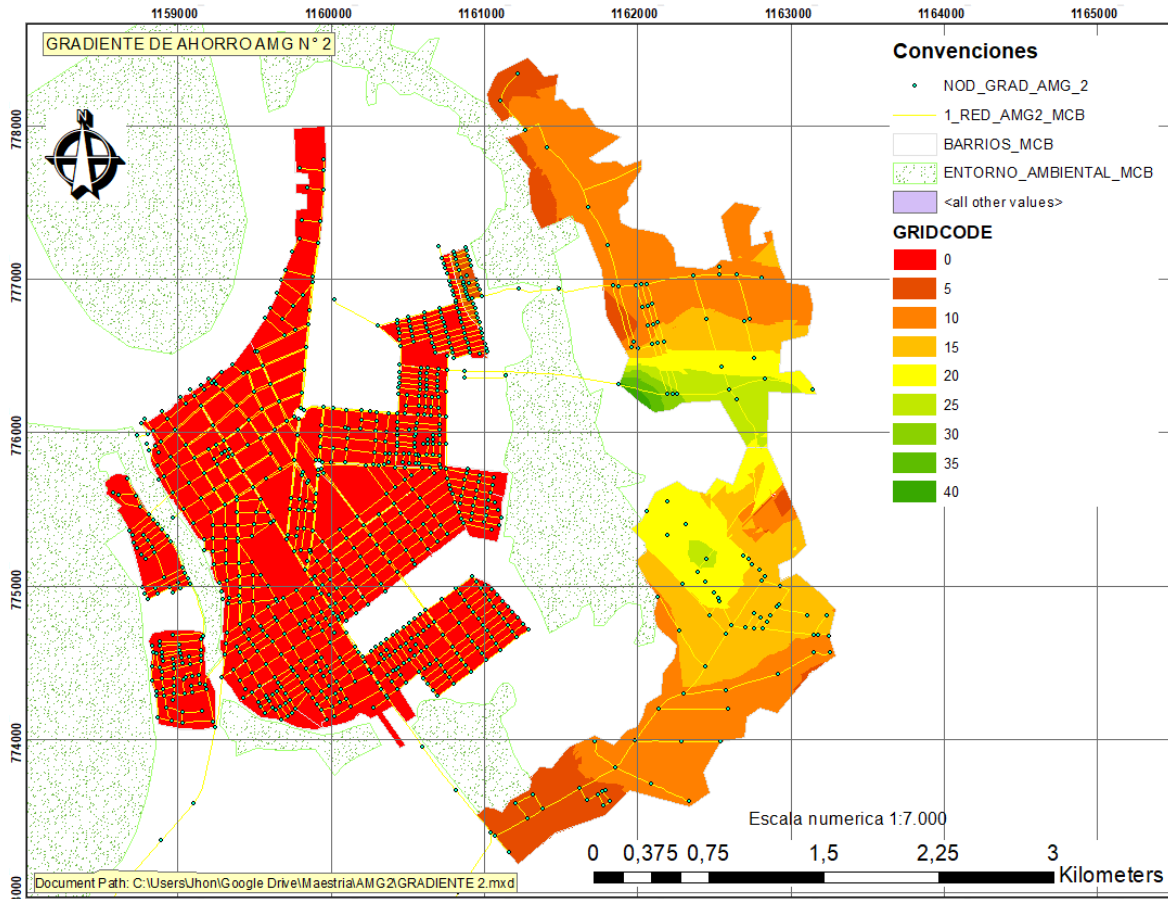 1159000 1160000 1161000 1162000 1163000 1164000 1165000
GRADIENTE DE AHORRO AMG N° 2
N
778000
777000
776000
775000
774000
Convenciones
NOD_GRAD_AMG_2
1_RED_AMG2_MCB
BARRIOS_MCB
ENTORNO_AMBIENTAL_MCB
<all other values>
GRIDCODE
0
5
10
15
20
25
30
35
40
Escala numerica 1:7.000
0 0,375 0,75 1,5 2,25 3
Kilometers
Document Path: C:\Users\Jhon\Google Drive\Maestria\AMG2\GRADIENTE 2.mxd